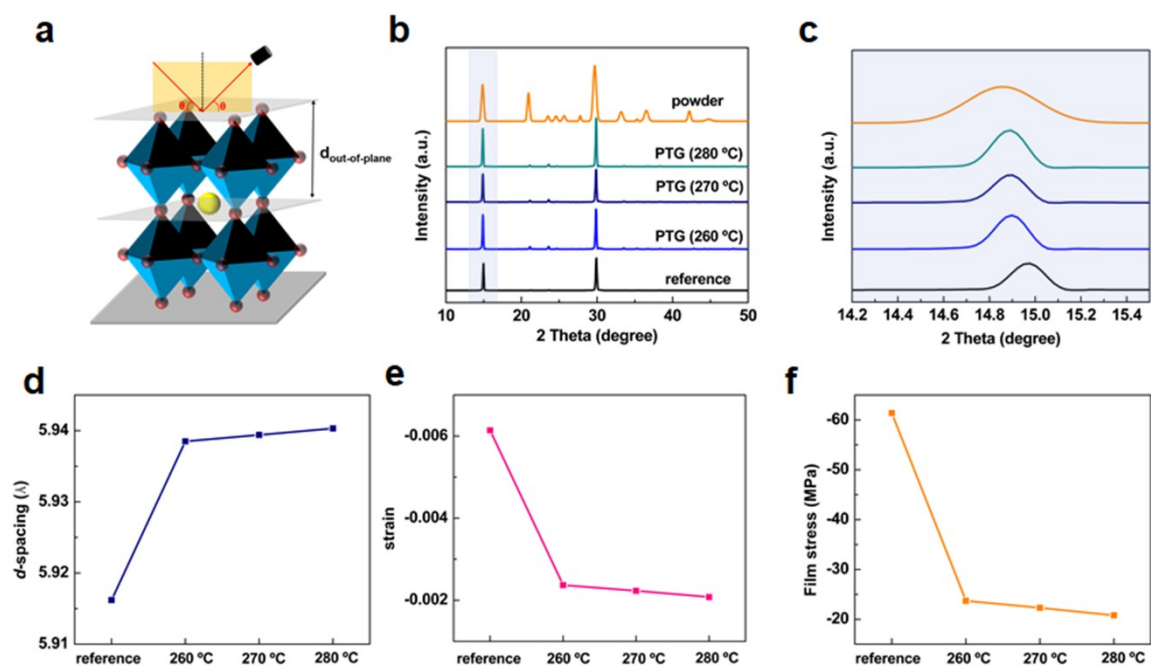 a
θ
θ
dout-of-plane
b
Intensity (a.u.)
powder
PTG (280 ºC)
PTG (270 ºC)
PTG (260 ºC)
reference
10 20 30 40 50
2 Theta (degree)
c
Intensity (a.u.)
14.2 14.4 14.6 14.8 15.0 15.2 15.4
2 Theta (degree)
d
d-spacing (Å)
5.94
5.93
5.92
5.91
reference 260 ºC 270 ºC 280 ºC
e
strain
-0.006
-0.004
-0.002
reference 260 ºC 270 ºC 280 ºC
f
Film stress (MPa)
-60
-50
-40
-30
-20
reference 260 ºC 270 ºC 280 ºC